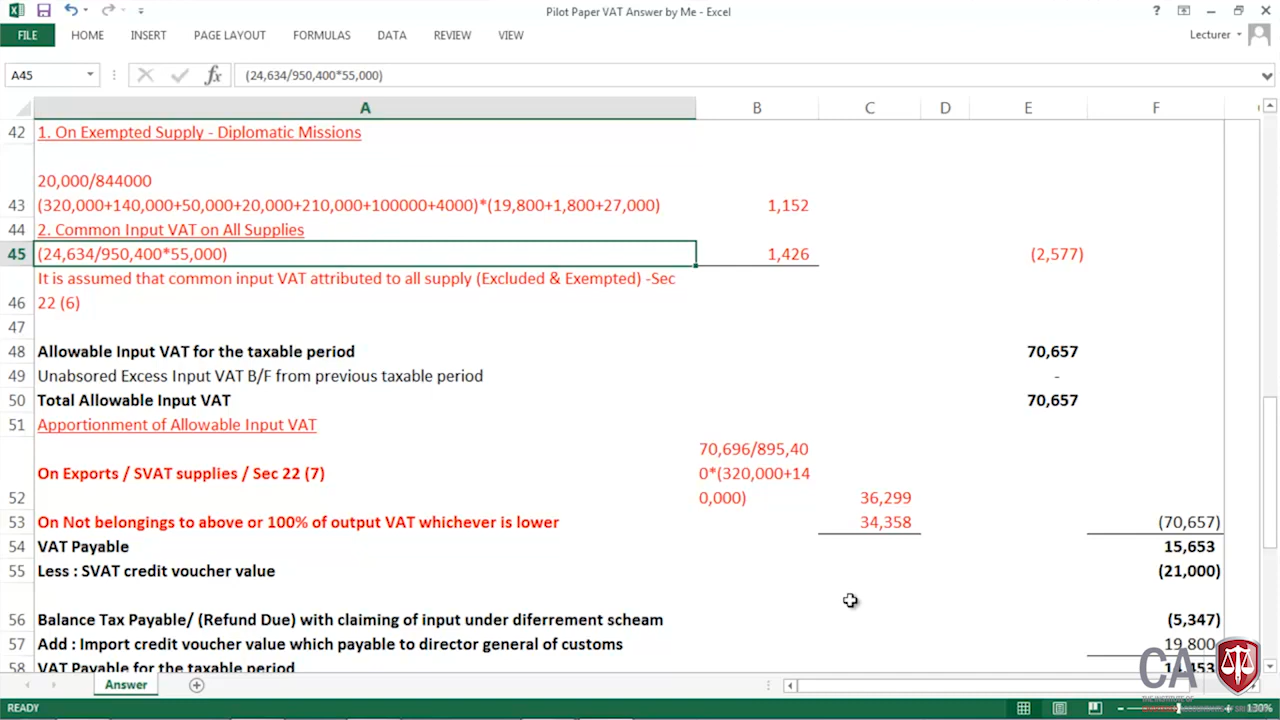 Pilot Paper VAT Answer by Me - Excel
FILE HOME INSERT PAGE LAYOUT FORMULAS DATA REVIEW VIEW
Lecturer
A45 fx (24,634/950,400*55,000)
A B C D E F
42 1. On Exempted Supply - Diplomatic Missions
20,000/844000
43 (320,000+140,000+50,000+20,000+210,000+100000+4000)*(19,800+1,800+27,000) 1,152
44 2. Common Input VAT on All Supplies
45 (24,634/950,400*55,000) 1,426 (2,577)
It is assumed that common input VAT attributed to all supply (Excluded & Exempted) -Sec
46 22 (6)
47
48 Allowable Input VAT for the taxable period 70,657
49 Unabsored Excess Input VAT B/F from previous taxable period -
50 Total Allowable Input VAT 70,657
51 Apportionment of Allowable Input VAT
70,696/895,40
On Exports / SVAT supplies / Sec 22 (7) 0*(320,000+14
52 0,000) 36,299
53 On Not belongings to above or 100% of output VAT whichever is lower 34,358 (70,657)
54 VAT Payable 15,653
55 Less : SVAT credit voucher value (21,000)
56 Balance Tax Payable/ (Refund Due) with claiming of input under diferrement scheam (5,347)
57 Add : Import credit voucher value which payable to director general of customs 19,800
58 VAT Payable for the taxable period
CA
Answer
READY 130%